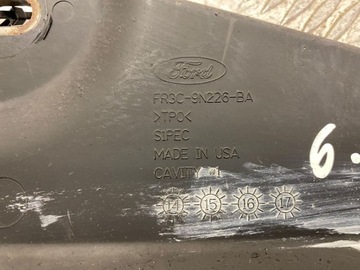 Ford
FR3C-9N226-BA
>TPO<
SIPEC
MADE IN USA
CAVITY 1
14 15 16 17
6.